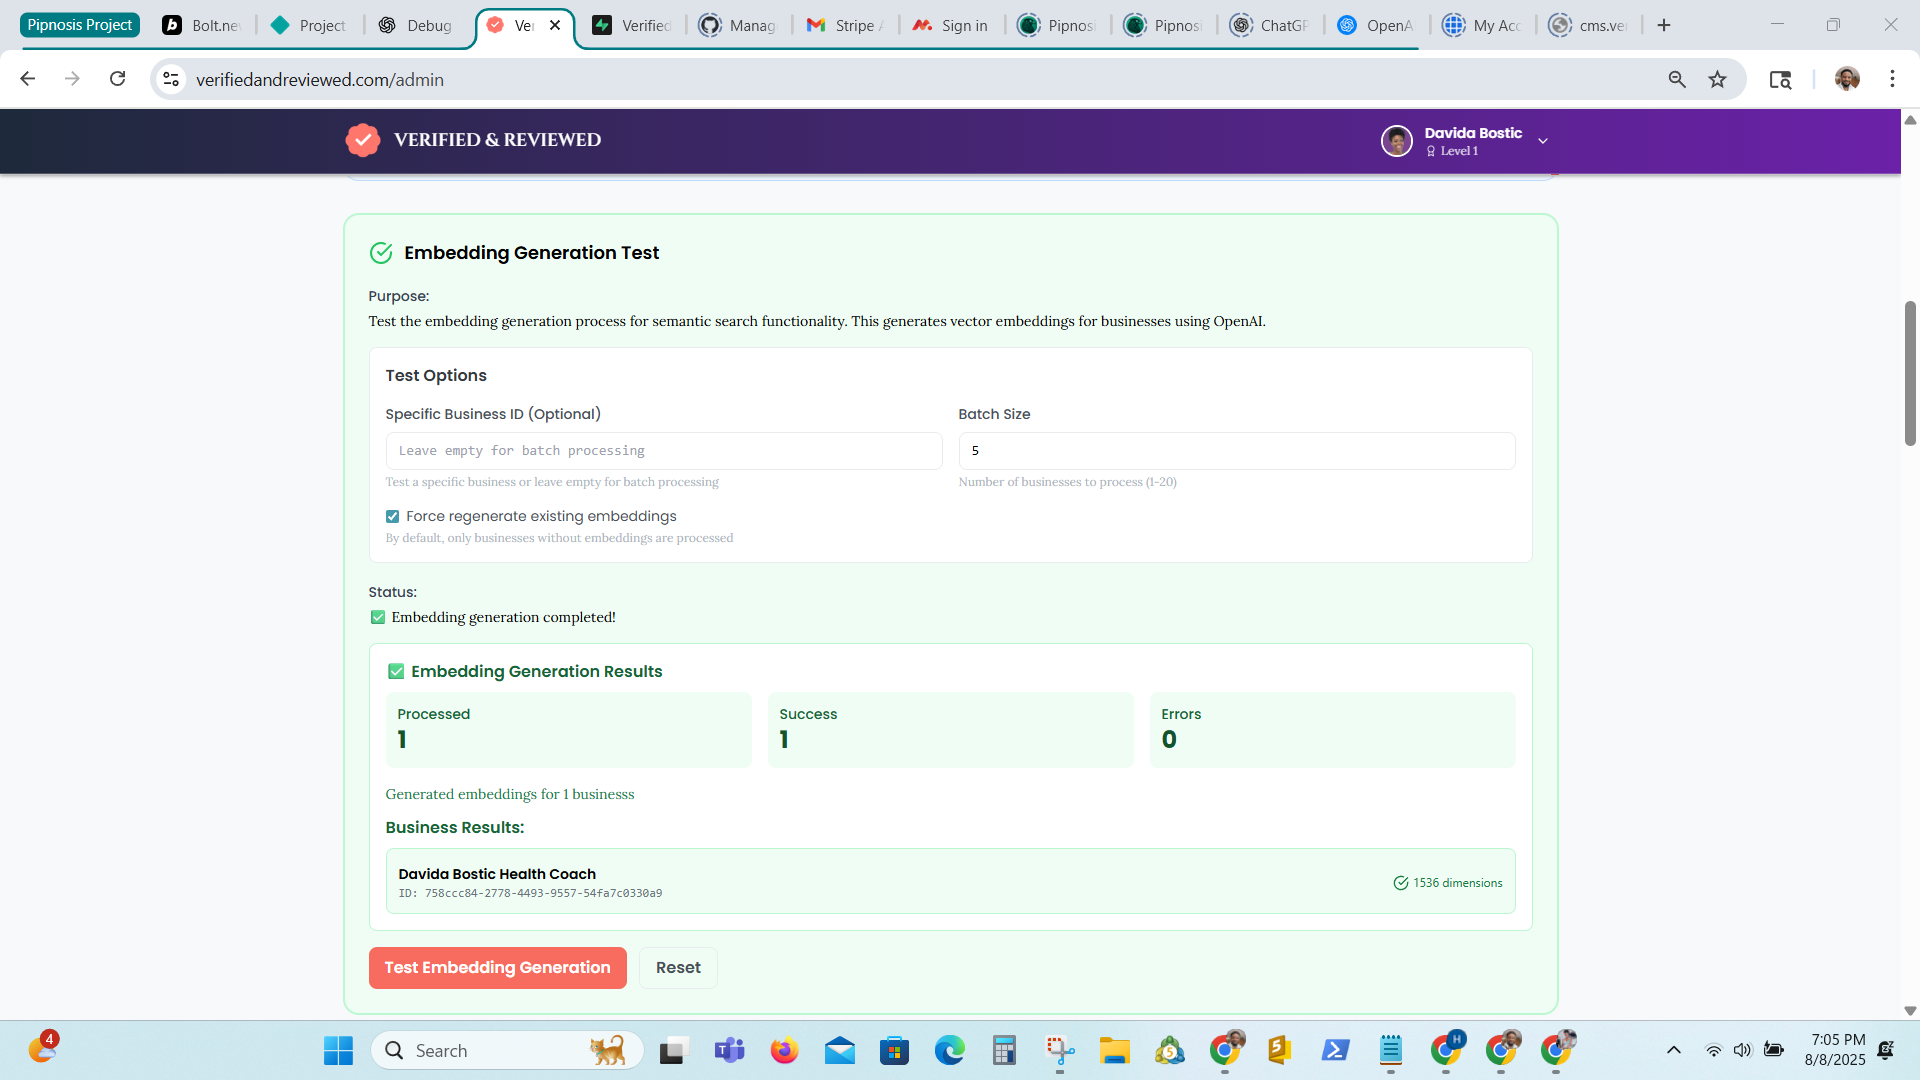 Pipnosis Project
Bolt.new
Project
Debug
Ver
Verified
Manag
Stripe A
Sign in
Pipnosi
Pipnosi
ChatGP
OpenA
My Acc
cms.ver
verifiedandreviewed.com/admin
VERIFIED & REVIEWED
Davida Bostic
Level 1
Embedding Generation Test
Purpose:
Test the embedding generation process for semantic search functionality. This generates vector embeddings for businesses using OpenAI.
Test Options
Specific Business ID (Optional)
Batch Size
Leave empty for batch processing
5
Test a specific business or leave empty for batch processing
Number of businesses to process (1-20)
Force regenerate existing embeddings
By default, only businesses without embeddings are processed
Status:
Embedding generation completed!
Embedding Generation Results
Processed
1
Success
1
Errors
0
Generated embeddings for 1 businesss
Business Results:
Davida Bostic Health Coach
ID: 758ccc84-2778-4493-9557-54fa7c0330a9
1536 dimensions
Test Embedding Generation
Reset
4
Search
7:05 PM
8/8/2025